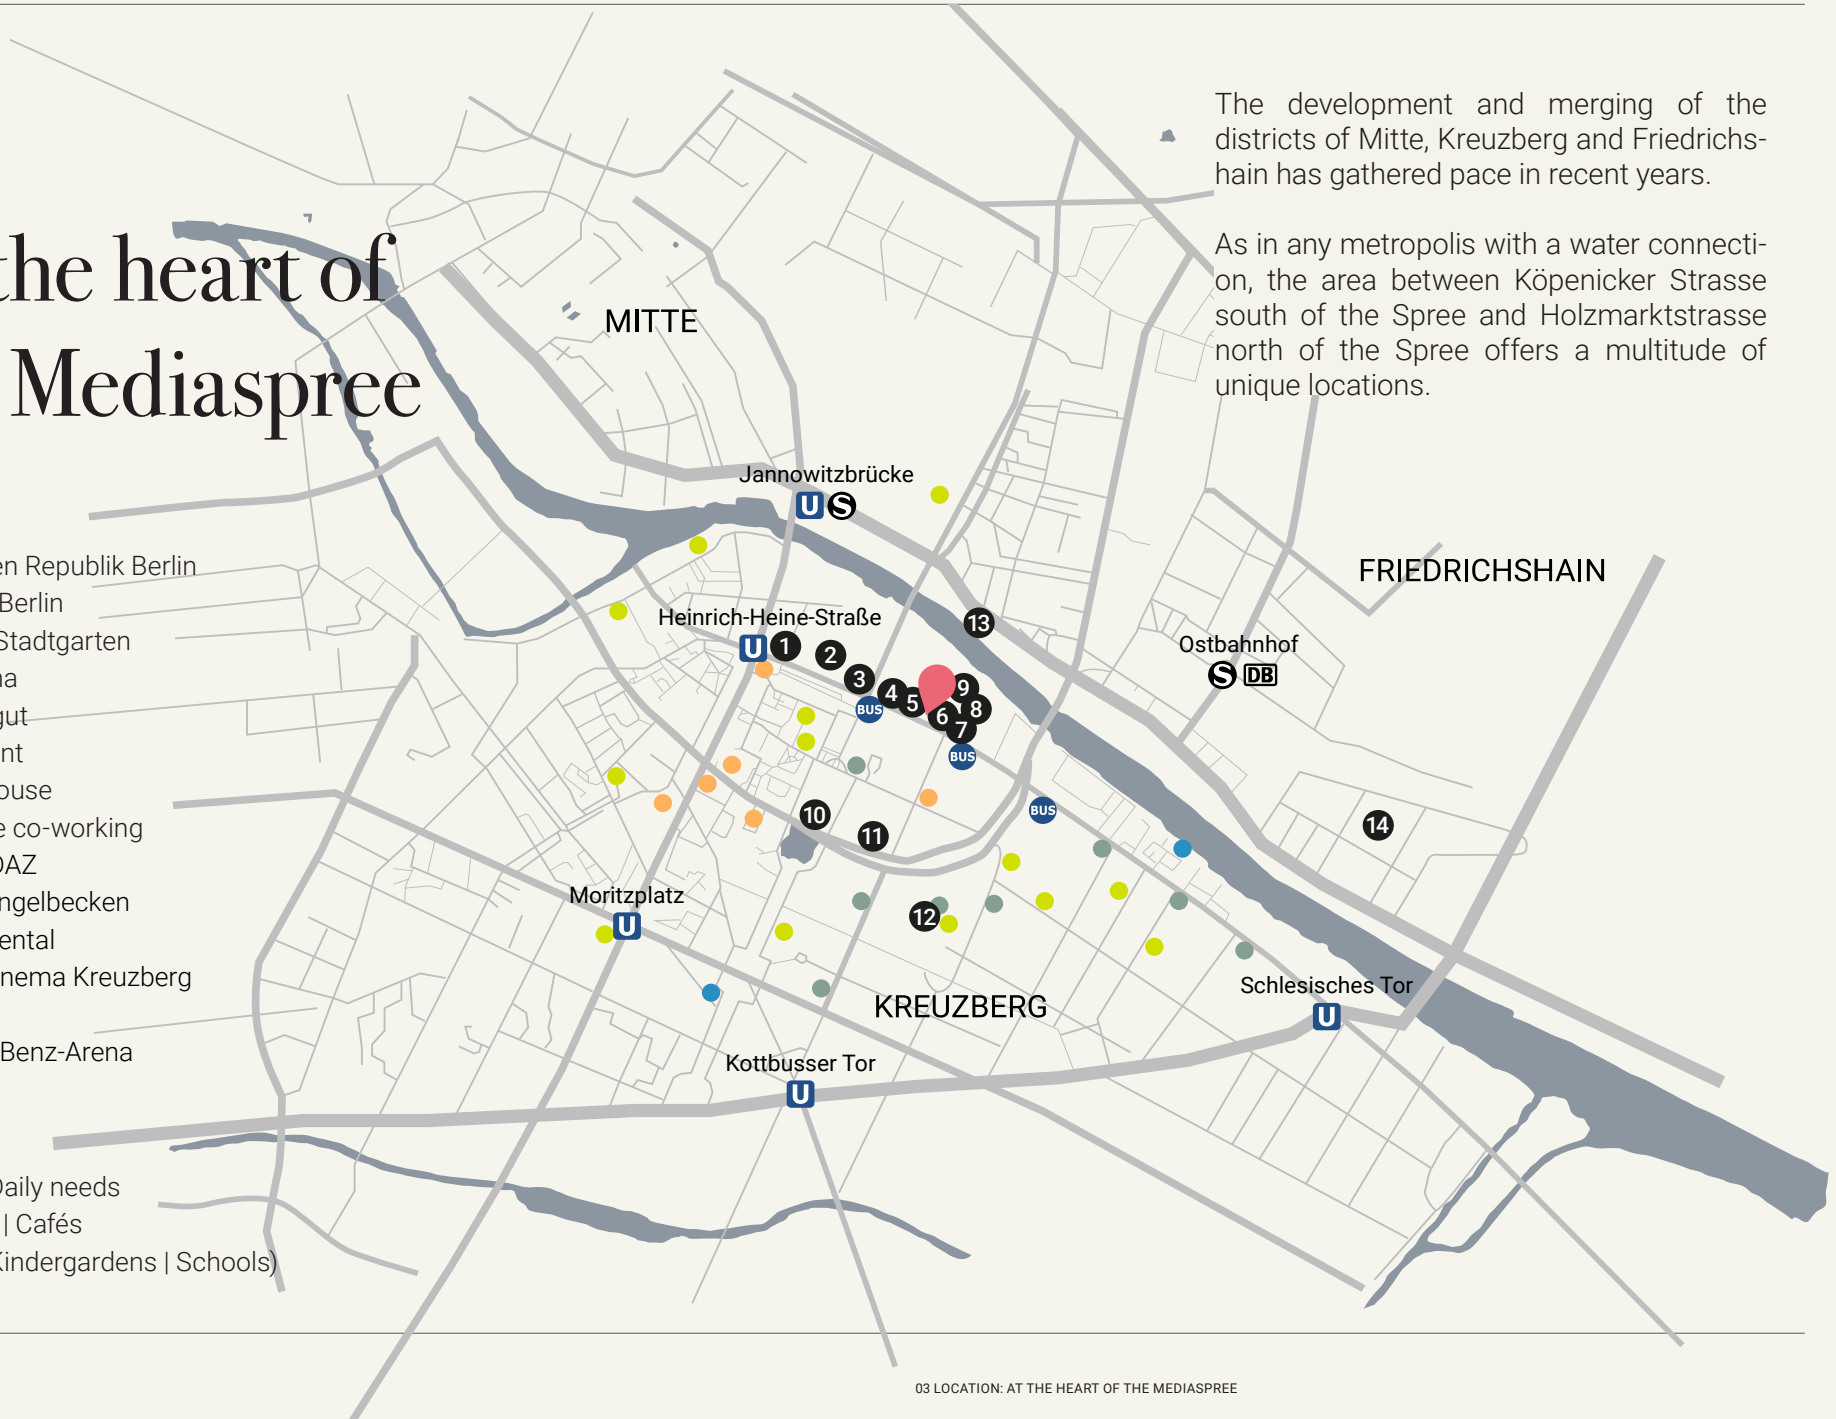 the heart of
Mediaspree
The development and merging of the
districts of Mitte, Kreuzberg and Friedrichs-
hain has gathered pace in recent years.
As in any metropolis with a water connecti-
on, the area between Köpenicker Strasse
south of the Spree and Holzmarktstrasse
north of the Spree offers a multitude of
unique locations.
MITTE
Jannowitzbrücke
U S
FRIEDRICHSHAIN
en Republik Berlin
Berlin
Stadtgarten
na
gut
nt
ouse
e co-working
DAZ
ngelbecken
ental
nema Kreuzberg
Benz-Arena
Daily needs
| Cafés
Kindergardens | Schools)
Heinrich-Heine-Straße
U 1
2
3
4
5
6
7
8
9
BUS
BUS
BUS
13
Ostbahnhof
S DB
10
11
12
14
Moritzplatz
U
KREUZBERG
Schlesisches Tor
U
Kottbusser Tor
U
03 LOCATION: AT THE HEART OF THE MEDIASPREE